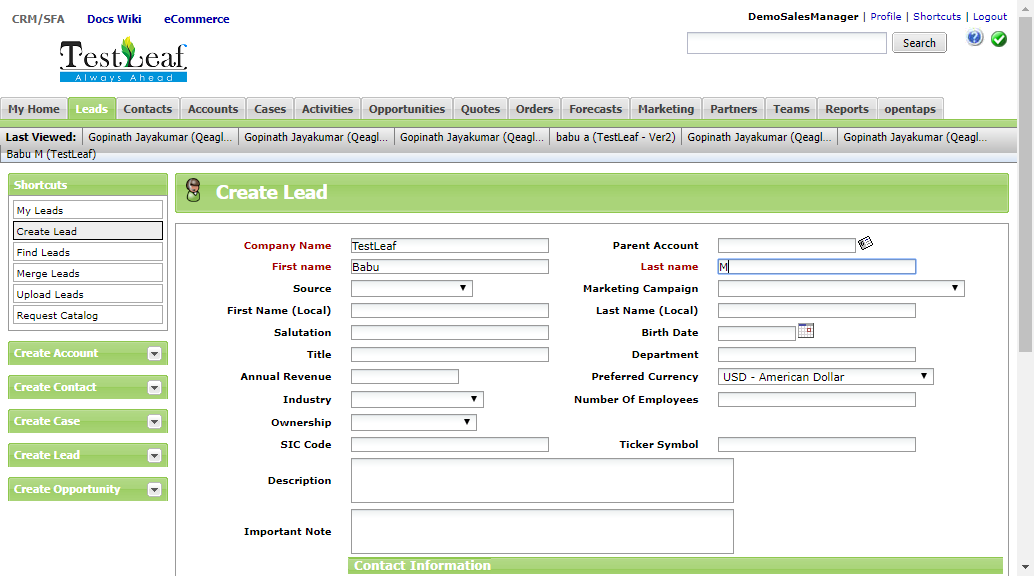 CRM/SFA Docs Wiki eCommerce
DemoSalesManager | Profile | Shortcuts | Logout
TestLeaf
Always Ahead
Search
My Home Leads Contacts Accounts Cases Activities Opportunities Quotes Orders Forecasts Marketing Partners Teams Reports opentaps
Last Viewed: Gopinath Jayakumar (Qeagl... Gopinath Jayakumar (Qeagl... Gopinath Jayakumar (Qeagl... babu a (TestLeaf - Ver2) Gopinath Jayakumar (Qeagl... Gopinath Jayakumar (Qeagl...
Babu M (TestLeaf)
Shortcuts
My Leads
Create Lead
Find Leads
Merge Leads
Upload Leads
Request Catalog
Create Account
Create Contact
Create Case
Create Lead
Create Opportunity
Create Lead
Company Name TestLeaf Parent Account
First name Babu Last name M
Source Marketing Campaign
First Name (Local) Last Name (Local)
Salutation Birth Date
Title Department
Annual Revenue Preferred Currency USD - American Dollar
Industry Number Of Employees
Ownership
SIC Code Ticker Symbol
Description
Important Note
Contact Information